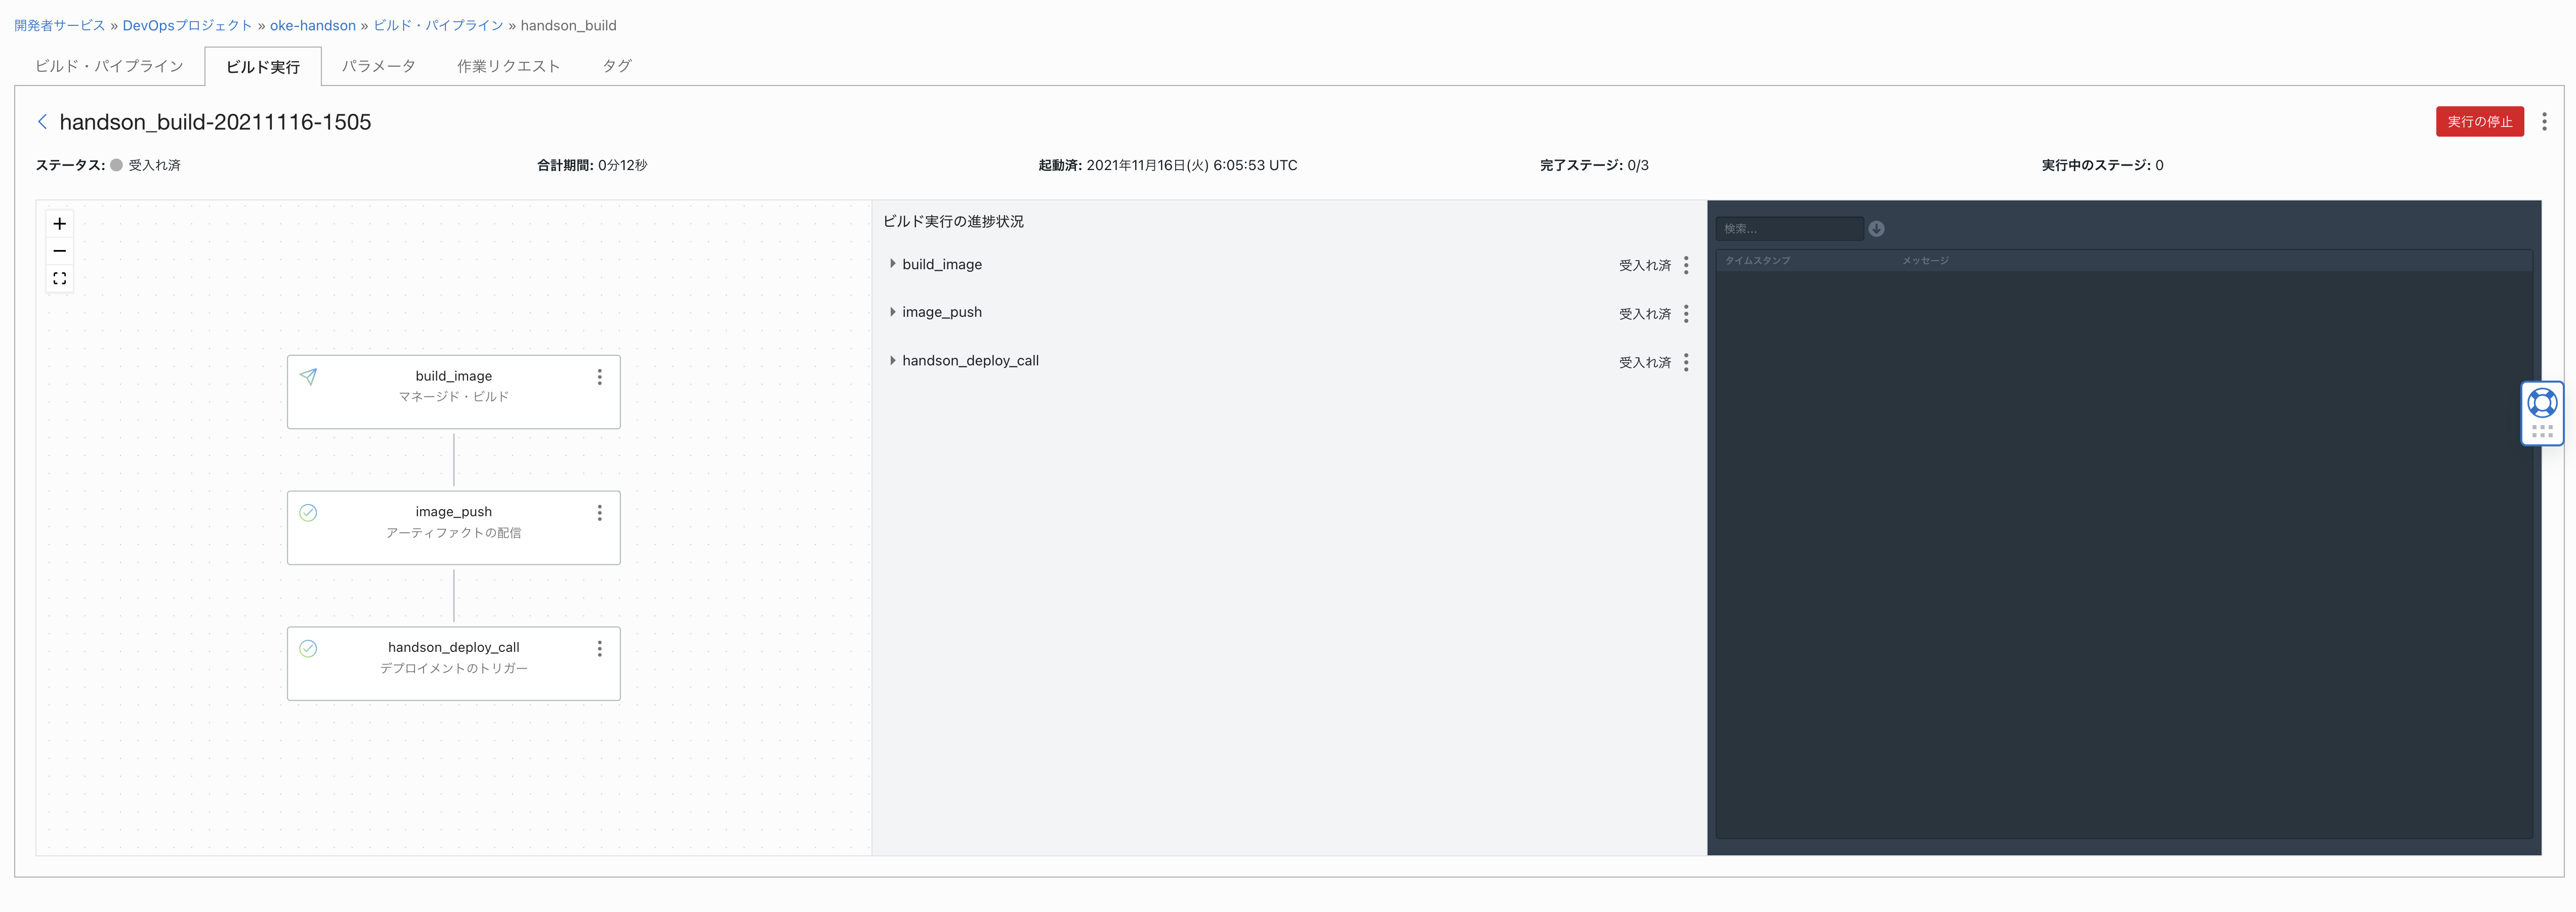 開発者サービス » DevOpsプロジェクト » oke-handson » ビルド・パイプライン » handson_build
ビルド・パイプライン ビルド実行 パラメータ 作業リクエスト タグ
handson_build-20211116-1505
実行の停止
ステータス: 受入れ済 合計期間: 0分12秒 起動済: 2021年11月16日(火) 6:05:53 UTC 完了ステージ: 0/3 実行中のステージ: 0
build_image
マネージド・ビルド
image_push
アーティファクトの配信
handson_deploy_call
デプロイメントのトリガー
ビルド実行の進捗状況
build_image 受入れ済
image_push 受入れ済
handson_deploy_call 受入れ済
検索...
タイムスタンプ メッセージ